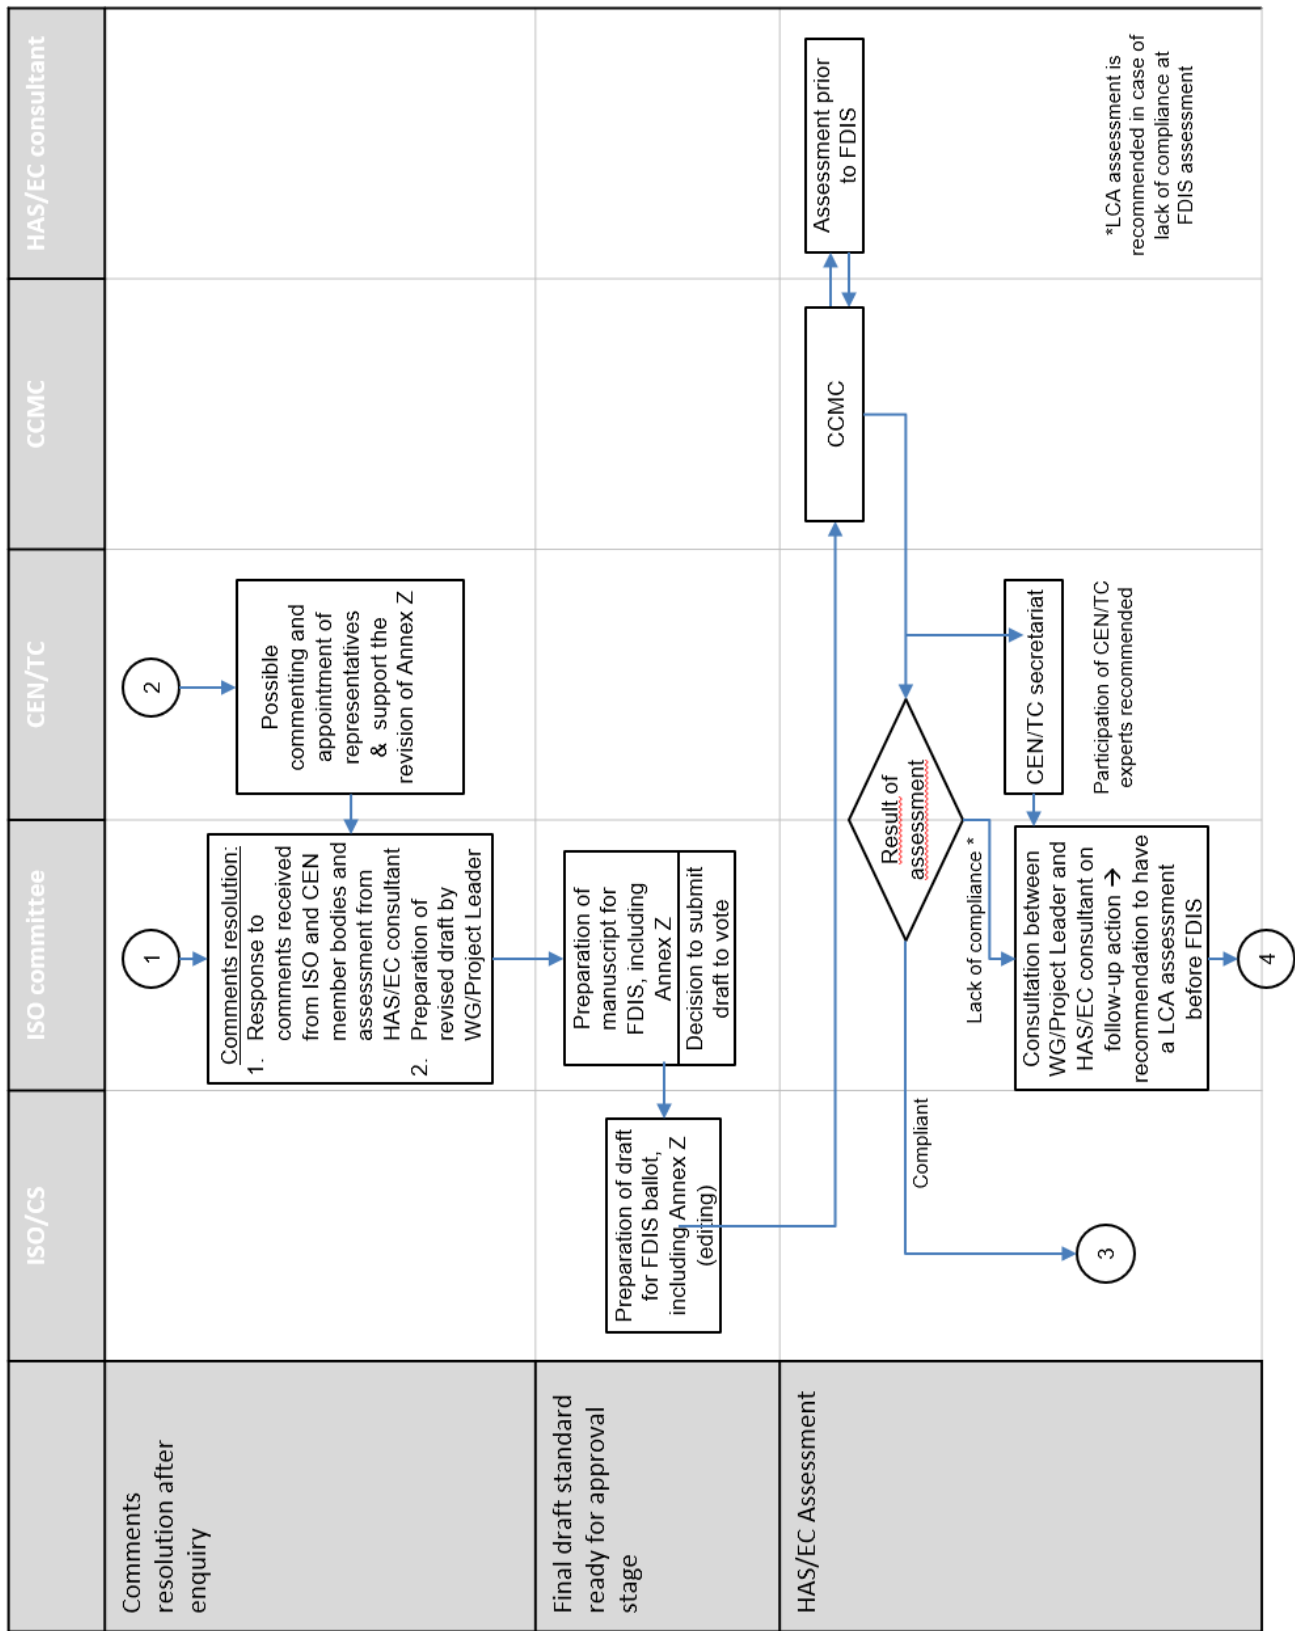 ISO/CS
ISO committee
CEN/TC
CCMC
HAS/EC consultant
Comments
resolution after
enquiry
1
2
Comments resolution:
1. Response to
comments received
from ISO and CEN
member bodies and
assessment from
HAS/EC consultant
2. Preparation of
revised draft by
WG/Project Leader
Possible
commenting and
appointment of
representatives
& support the
revision of Annex Z
Final draft standard
ready for approval
stage
Preparation of draft
for FDIS ballot,
including Annex Z
(editing)
Preparation of
manuscript for
FDIS, including
Annex Z
Decision to submit
draft to vote
HAS/EC Assessment
CCMC
Assessment prior
to FDIS
Result of
assessment
Compliant
Lack of compliance *
3
CEN/TC secretariat
Participation of CEN/TC
experts recommended
Consultation between
WG/Project Leader and
HAS/EC consultant on
follow-up action →
recommendation to have
a LCA assessment
before FDIS
*LCA assessment is
recommended in case of
lack of compliance at
FDIS assessment
4